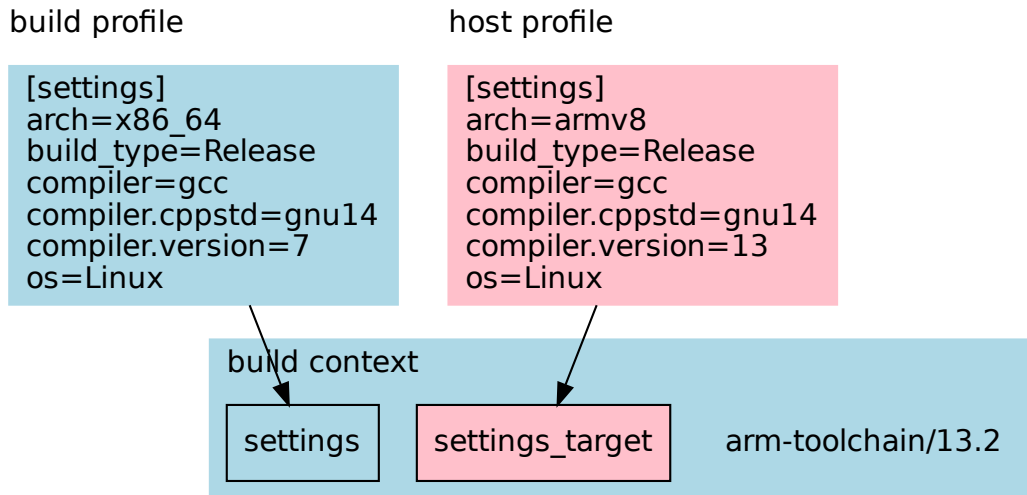 build profile
[settings]
arch=x86_64
build_type=Release
compiler=gcc
compiler.cppstd=gnu14
compiler.version=7
os=Linux
host profile
[settings]
arch=armv8
build_type=Release
compiler=gcc
compiler.cppstd=gnu14
compiler.version=13
os=Linux
build context
settings
settings_target
arm-toolchain/13.2